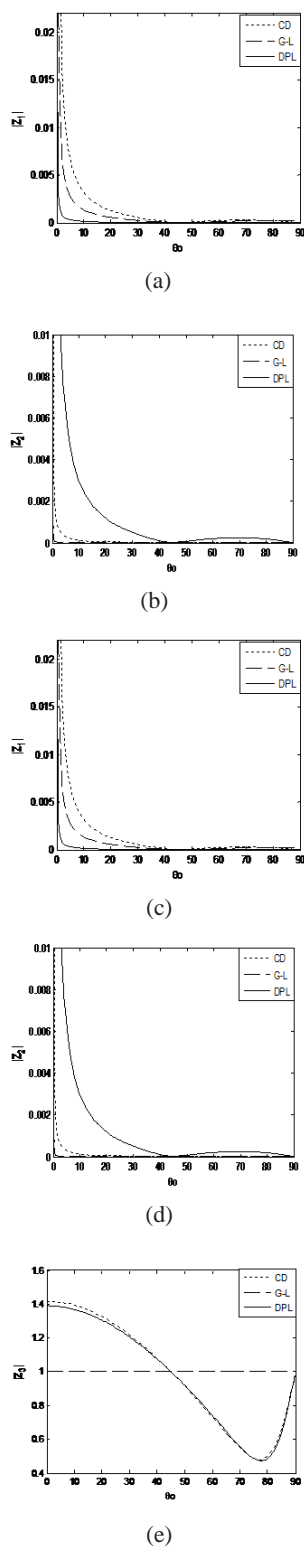 0.02
0.015
0.01
0.005
0
|Z₁|
0 10 20 30 40 50 60 70 80 90
θo
CD
G-L
DPL
(a)
0.01
0.008
0.006
0.004
0.002
0
|Z₂|
0 10 20 30 40 50 60 70 80 90
θo
CD
G-L
DPL
(b)
0.02
0.015
0.01
0.005
0
|Z₁|
0 10 20 30 40 50 60 70 80 90
θo
CD
G-L
DPL
(c)
0.01
0.008
0.006
0.004
0.002
0
|Z₂|
0 10 20 30 40 50 60 70 80 90
θo
CD
G-L
DPL
(d)
1.6
1.4
1.2
1
0.8
0.6
0.4
|Z₃|
0 10 20 30 40 50 60 70 80 90
θo
CD
G-L
DPL
(e)